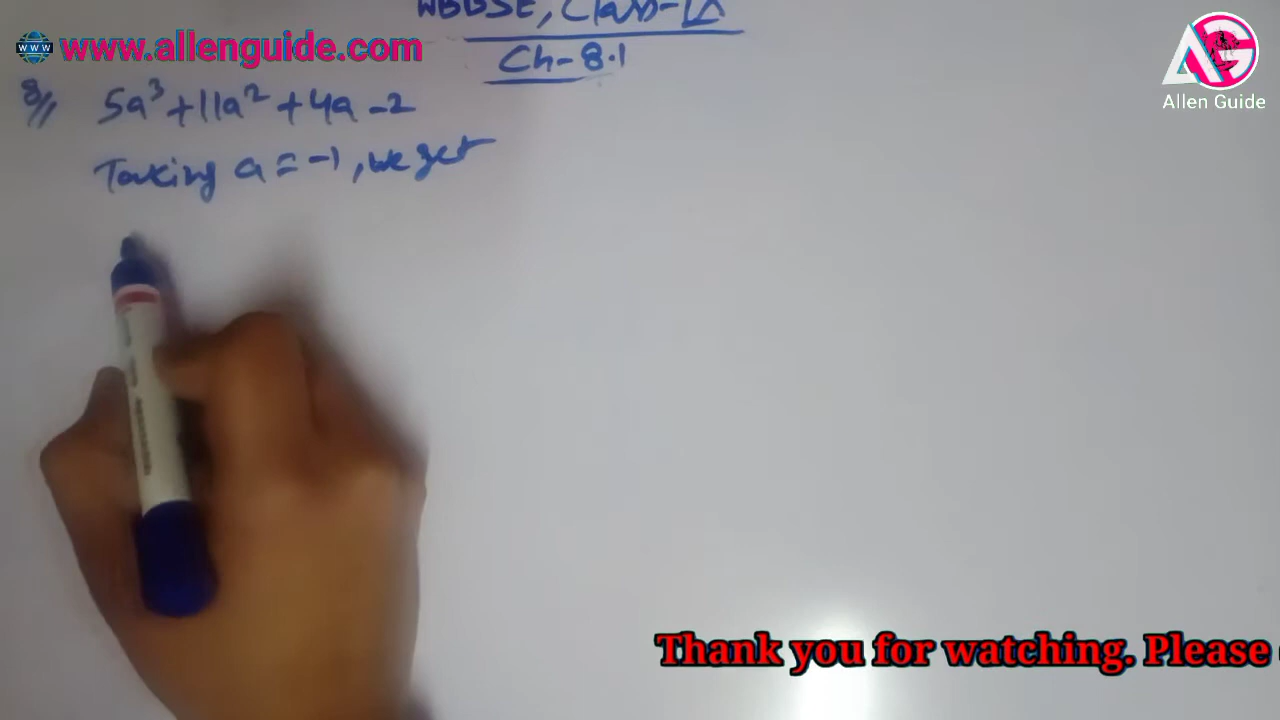 WBBSE, Class-IX
www.allenguide.com
Ch-8.1
Allen Guide
8// 5a³+11a²+4a-2
Taking a=-1, we get
Thank you for watching. Please